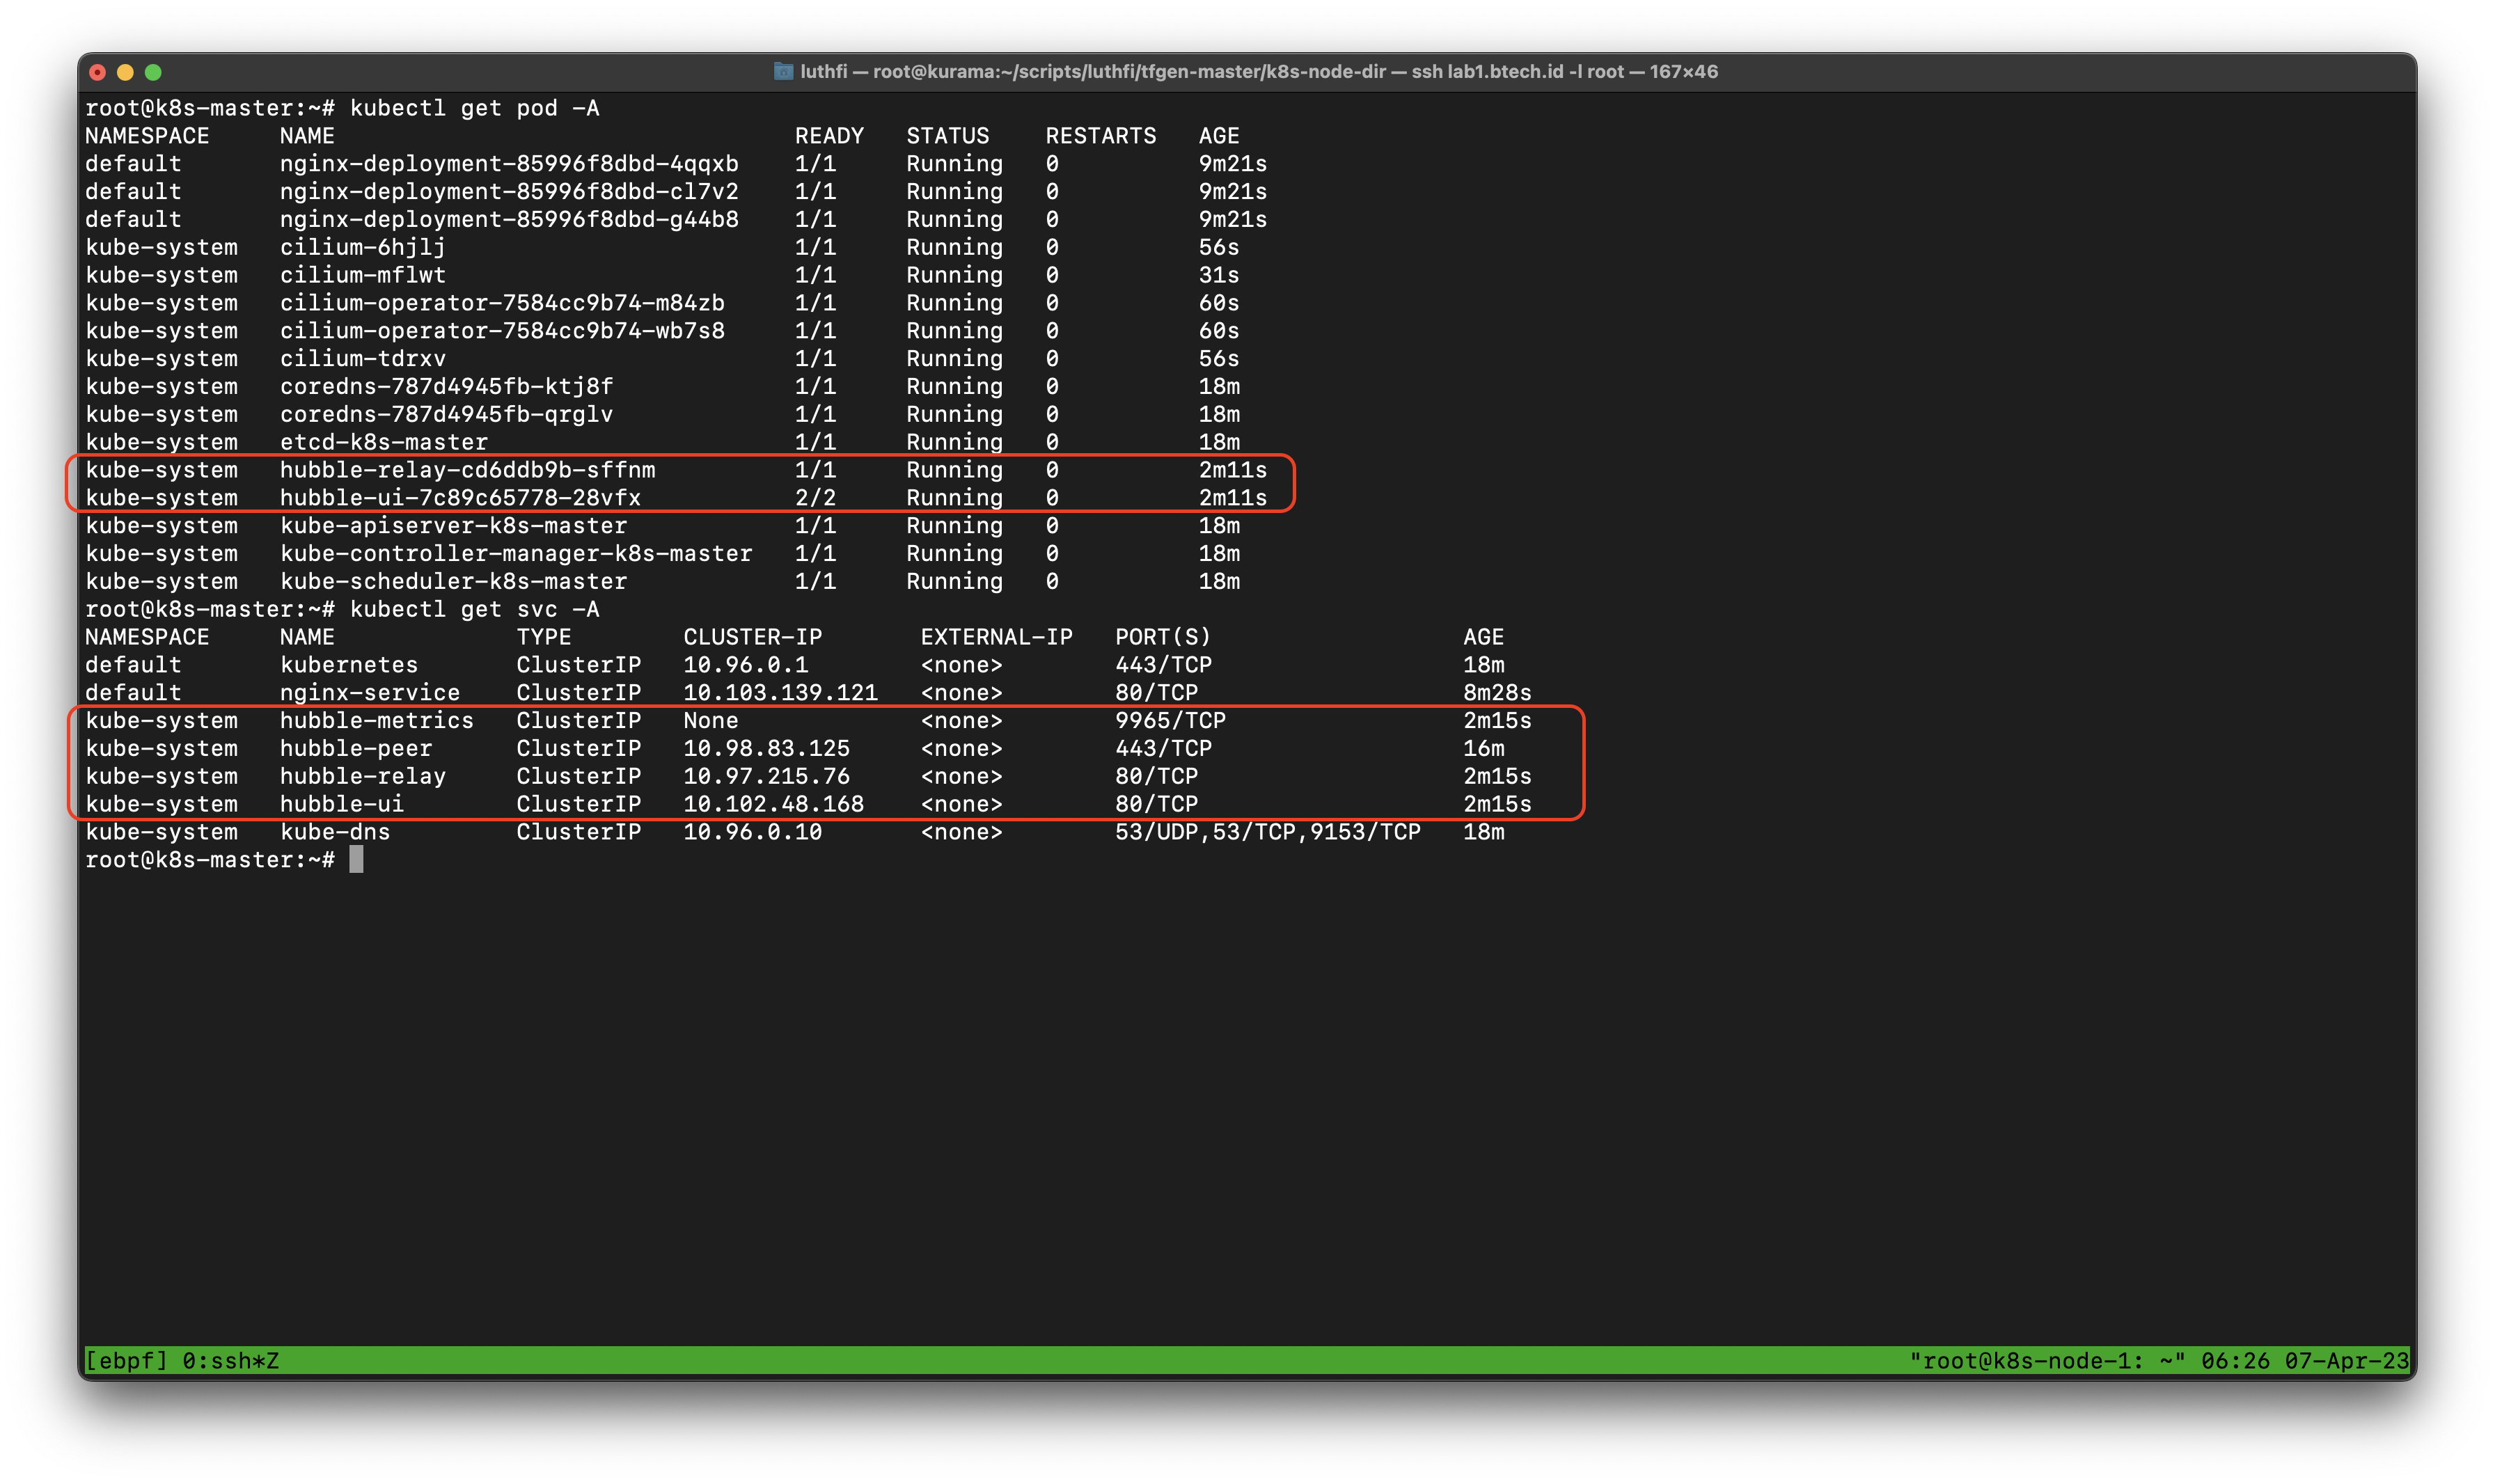 luthfi — root@kurama:~/scripts/luthfi/tfgen-master/k8s-node-dir — ssh lab1.btech.id -l root — 167×46
root@k8s-master:~# kubectl get pod -A
NAMESPACE     NAME                                 READY   STATUS    RESTARTS   AGE
default       nginx-deployment-85996f8dbd-4qqxb    1/1     Running   0          9m21s
default       nginx-deployment-85996f8dbd-cl7v2    1/1     Running   0          9m21s
default       nginx-deployment-85996f8dbd-g44b8    1/1     Running   0          9m21s
kube-system   cilium-6hjlj                         1/1     Running   0          56s
kube-system   cilium-mflwt                         1/1     Running   0          31s
kube-system   cilium-operator-7584cc9b74-m84zb     1/1     Running   0          60s
kube-system   cilium-operator-7584cc9b74-wb7s8     1/1     Running   0          60s
kube-system   cilium-tdrxv                         1/1     Running   0          56s
kube-system   coredns-787d4945fb-ktj8f             1/1     Running   0          18m
kube-system   coredns-787d4945fb-qrglv             1/1     Running   0          18m
kube-system   etcd-k8s-master                      1/1     Running   0          18m
kube-system   hubble-relay-cd6ddb9b-sffnm          1/1     Running   0          2m11s
kube-system   hubble-ui-7c89c65778-28vfx           2/2     Running   0          2m11s
kube-system   kube-apiserver-k8s-master            1/1     Running   0          18m
kube-system   kube-controller-manager-k8s-master   1/1     Running   0          18m
kube-system   kube-scheduler-k8s-master            1/1     Running   0          18m
root@k8s-master:~# kubectl get svc -A
NAMESPACE     NAME             TYPE        CLUSTER-IP       EXTERNAL-IP   PORT(S)                  AGE
default       kubernetes       ClusterIP   10.96.0.1        <none>        443/TCP                  18m
default       nginx-service    ClusterIP   10.103.139.121   <none>        80/TCP                   8m28s
kube-system   hubble-metrics   ClusterIP   None             <none>        9965/TCP                 2m15s
kube-system   hubble-peer      ClusterIP   10.98.83.125     <none>        443/TCP                  16m
kube-system   hubble-relay     ClusterIP   10.97.215.76     <none>        80/TCP                   2m15s
kube-system   hubble-ui        ClusterIP   10.102.48.168    <none>        80/TCP                   2m15s
kube-system   kube-dns         ClusterIP   10.96.0.10       <none>        53/UDP,53/TCP,9153/TCP   18m
root@k8s-master:~#
[ebpf] 0:ssh*Z "root@k8s-node-1: ~" 06:26 07-Apr-23